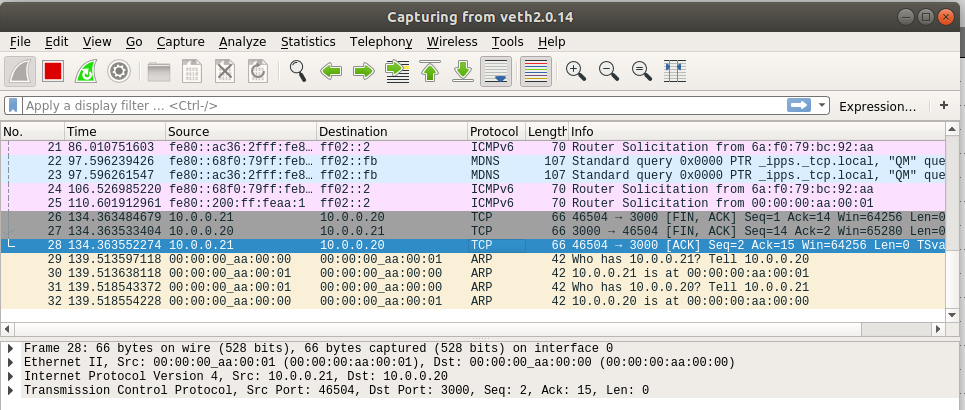 Capturing from veth2.0.14
File Edit View Go Capture Analyze Statistics Telephony Wireless Tools Help
Apply a display filter ... <Ctrl-/> Expression... +
No. Time Source Destination Protocol Length Info
21 86.010751603 fe80::ac36:2fff:fe8... ff02::2 ICMPv6 70 Router Solicitation from 6a:f0:79:bc:92:aa
22 97.596239426 fe80::68f0:79ff:feb... ff02::fb MDNS 107 Standard query 0x0000 PTR _ipps._tcp.local, "QM" que
23 97.596261547 fe80::ac36:2fff:fe8... ff02::fb MDNS 107 Standard query 0x0000 PTR _ipps._tcp.local, "QM" que
24 106.526985220 fe80::68f0:79ff:feb... ff02::2 ICMPv6 70 Router Solicitation from 6a:f0:79:bc:92:aa
25 110.601912961 fe80::200:ff:feaa:1 ff02::2 ICMPv6 70 Router Solicitation from 00:00:00:aa:00:01
26 134.363484679 10.0.0.21 10.0.0.20 TCP 66 46504 → 3000 [FIN, ACK] Seq=1 Ack=14 Win=64256 Len=0
27 134.363533404 10.0.0.20 10.0.0.21 TCP 66 3000 → 46504 [FIN, ACK] Seq=14 Ack=2 Win=65280 Len=0
28 134.363552274 10.0.0.21 10.0.0.20 TCP 66 46504 → 3000 [ACK] Seq=2 Ack=15 Win=64256 Len=0 TSva
29 139.513597118 00:00:00_aa:00:00 00:00:00_aa:00:01 ARP 42 Who has 10.0.0.21? Tell 10.0.0.20
30 139.513638118 00:00:00_aa:00:01 00:00:00_aa:00:00 ARP 42 10.0.0.21 is at 00:00:00:aa:00:01
31 139.518543372 00:00:00_aa:00:01 00:00:00_aa:00:00 ARP 42 Who has 10.0.0.20? Tell 10.0.0.21
32 139.518554228 00:00:00_aa:00:00 00:00:00_aa:00:01 ARP 42 10.0.0.20 is at 00:00:00:aa:00:00
Frame 28: 66 bytes on wire (528 bits), 66 bytes captured (528 bits) on interface 0
Ethernet II, Src: 00:00:00_aa:00:01 (00:00:00:aa:00:01), Dst: 00:00:00_aa:00:00 (00:00:00:aa:00:00)
Internet Protocol Version 4, Src: 10.0.0.21, Dst: 10.0.0.20
Transmission Control Protocol, Src Port: 46504, Dst Port: 3000, Seq: 2, Ack: 15, Len: 0